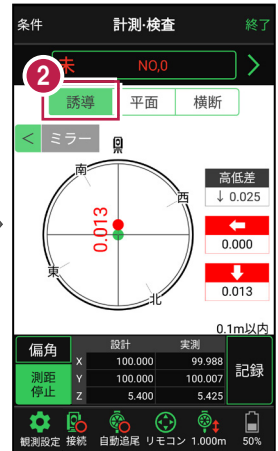 条件 計測·検査 終了
2
未 NO,0 >
誘導 平面 横断
< ミラー
南
西
東
北
0.013
高低差
↓ 0.025
0.000
0.013
0.1m以内
偏角
測距
停止
設計 実測
X 100.000 99.988
Y 100.000 100.007
Z 5.400 5.425
記録
観測設定 接続 自動追尾 リモコン 1.000m 50%